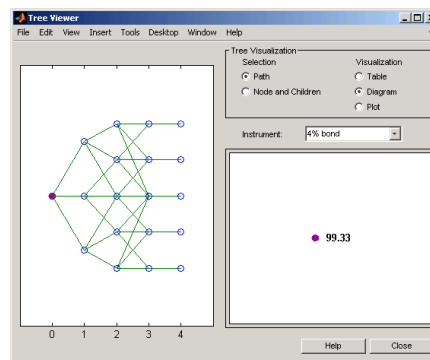 Tree Viewer
File Edit View Insert Tools Desktop Window Help
Tree Visualization
Selection
Visualization
Path
Table
Node and Children
Diagram
Plot
Instrument:
4% bond
99.33
0 1 2 3 4
Help
Close